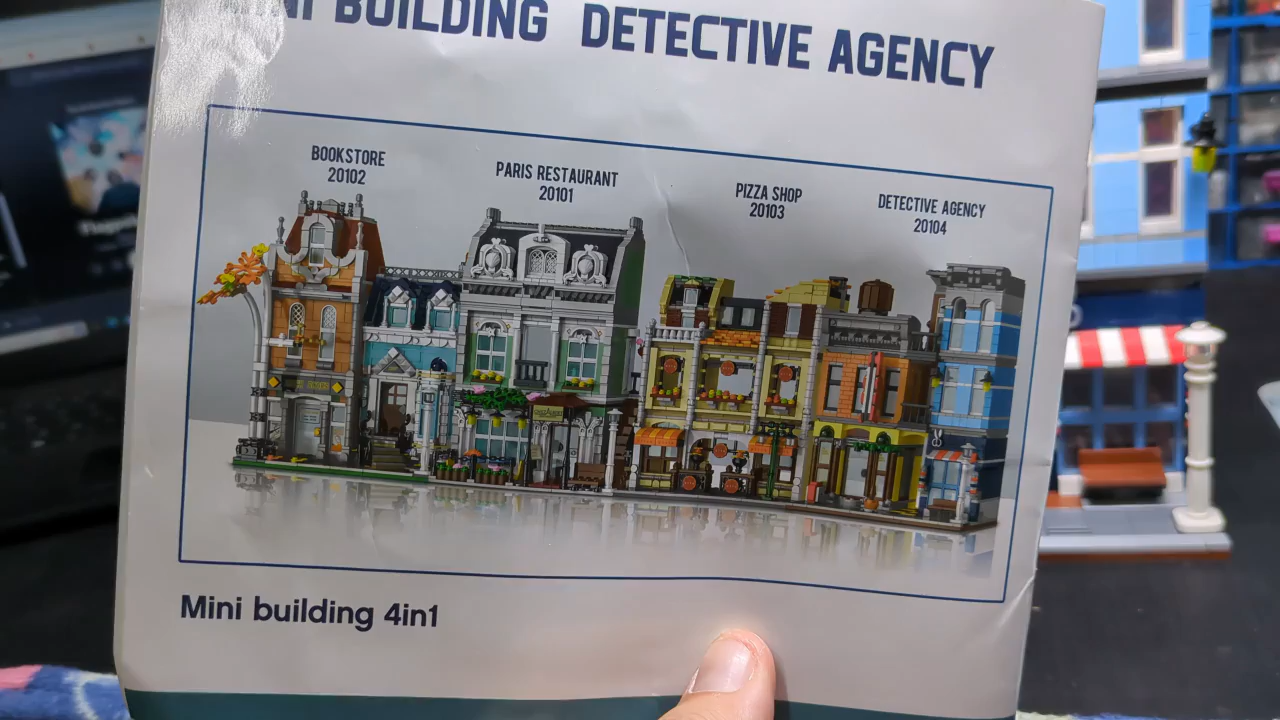 BUILDING DETECTIVE AGENCY
BOOKSTORE
20102
PARIS RESTAURANT
20101
PIZZA SHOP
20103
DETECTIVE AGENCY
20104
Mini building 4in1